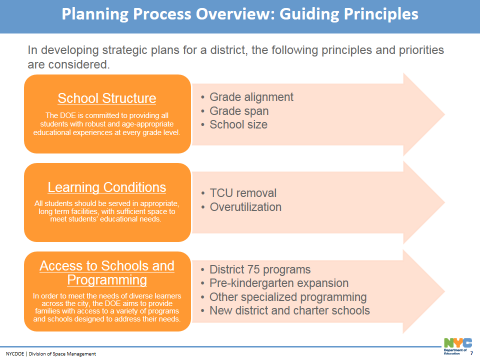 Planning Process Overview: Guiding Principles
In developing strategic plans for a district, the following principles and priorities
are considered.
School Structure
The DOE is committed to providing all
students with robust and age-appropriate
educational experiences at every grade level.
• Grade alignment
• Grade span
• School size
Learning Conditions
All students should be served in appropriate,
long term facilities, with sufficient space to
meet students' educational needs.
• TCU removal
• Overutilization
Access to Schools and
Programming
In order to meet the needs of diverse learners
across the city, the DOE aims to provide
families with access to a variety of programs
and schools designed to address their needs.
• District 75 programs
• Pre-kindergarten expansion
• Other specialized programming
• New district and charter schools
NYCDOE | Division of Space Management
NYC
Department of
Education
7